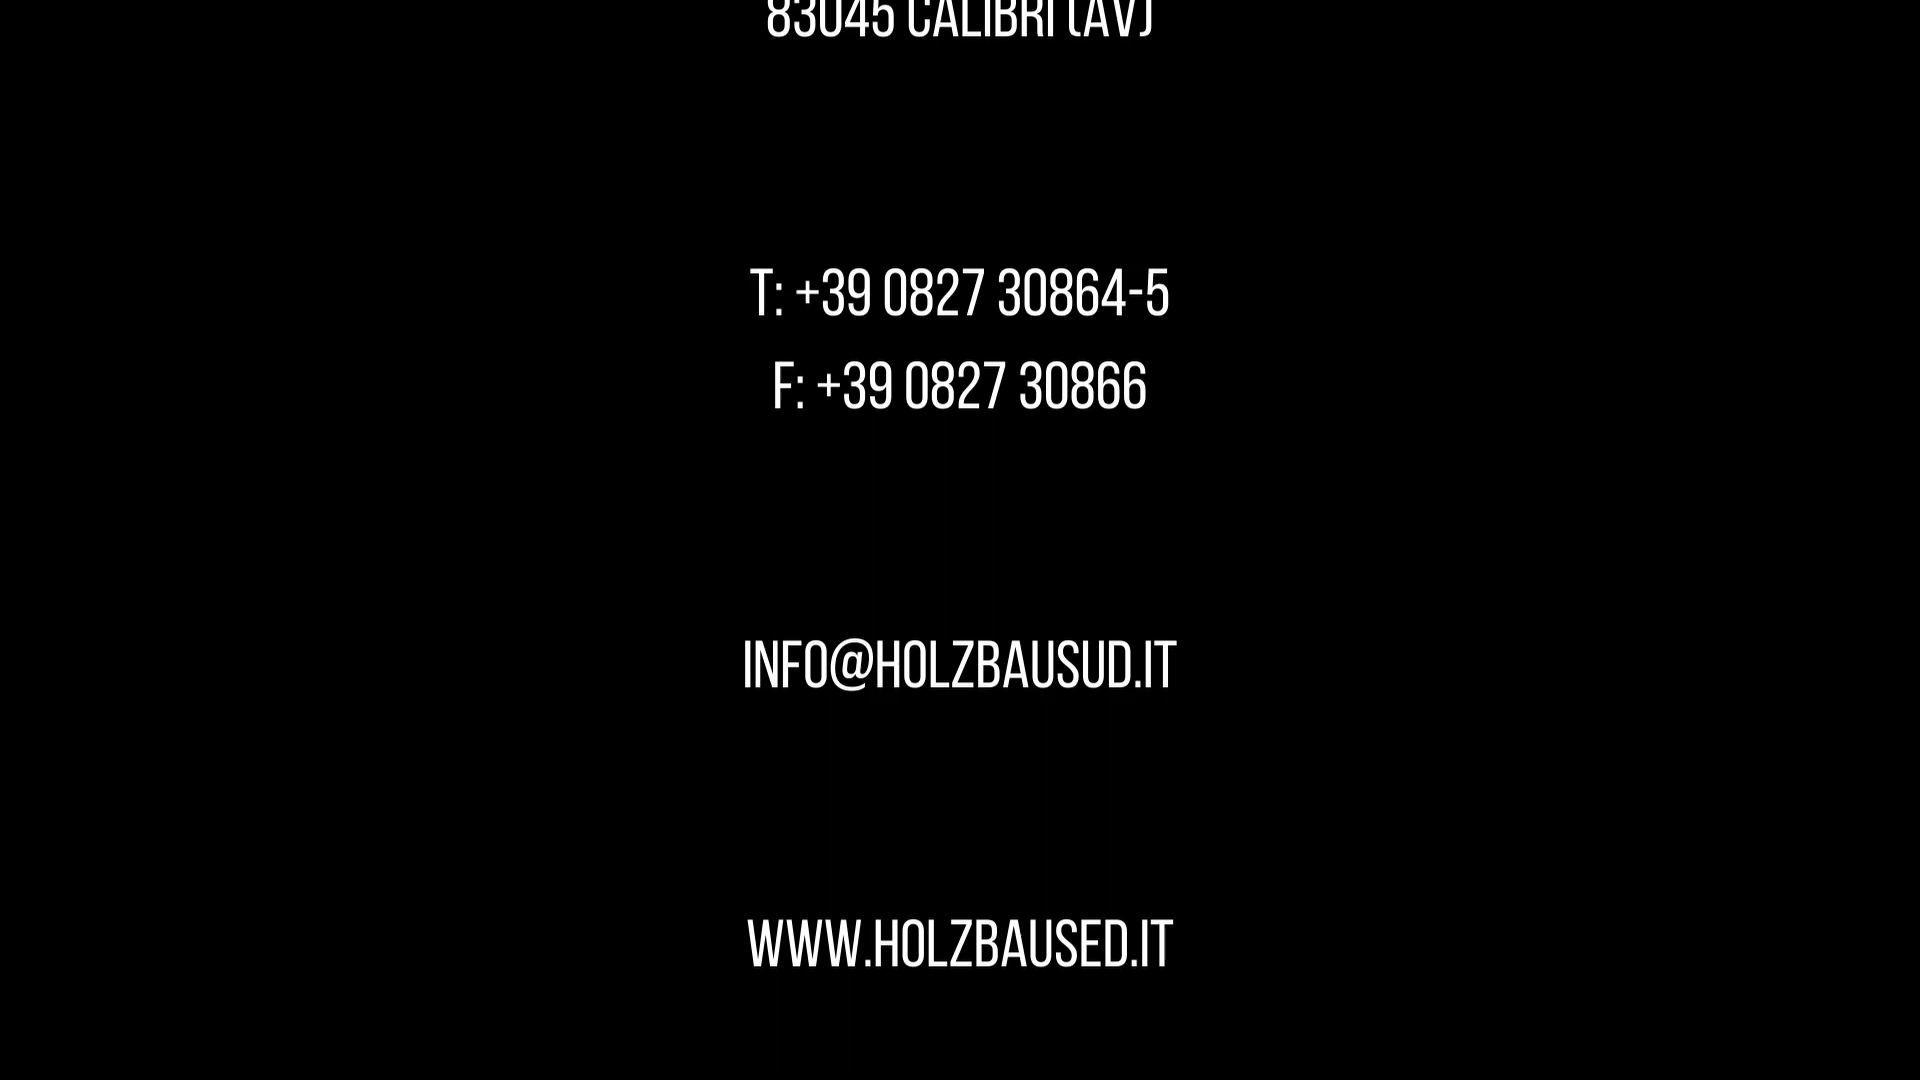 83045 CALIBRI (AV)
T: +39 0827 30864-5
F: +39 0827 30866
INFO@HOLZBAUSUD.IT
WWW.HOLZBAUSED.IT